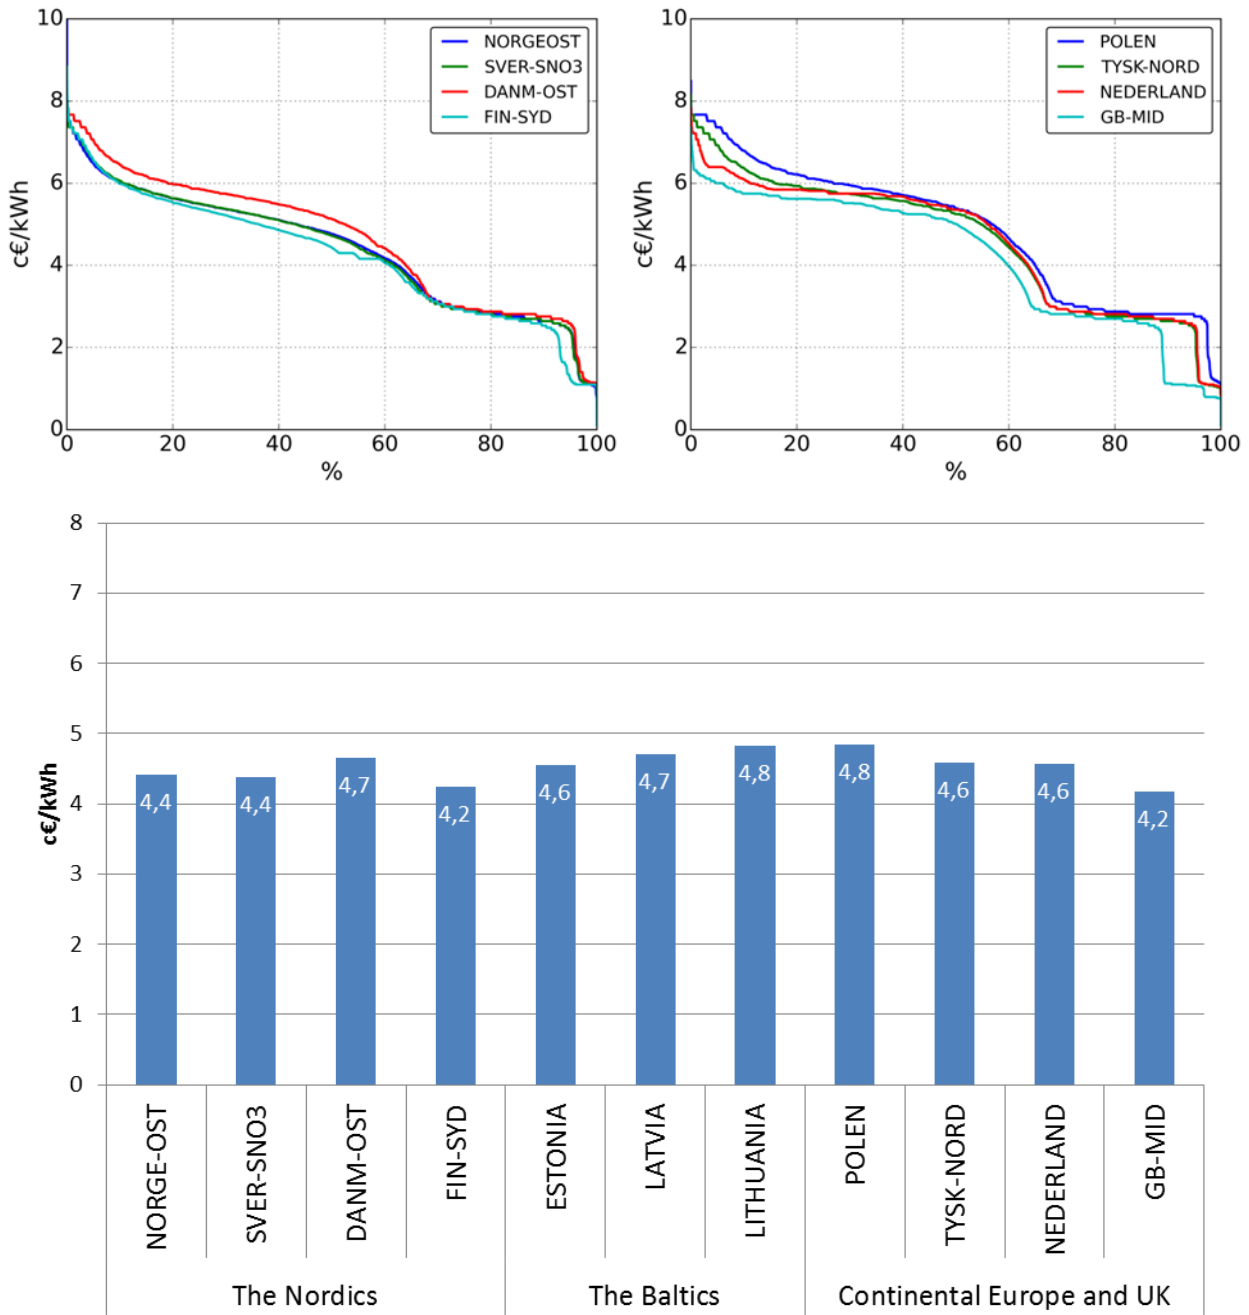 10
8
6
4
2
0
c€/kWh
0 20 40 60 80 100
%
NORGEOST
SVER-SNO3
DANM-OST
FIN-SYD
10
8
6
4
2
0
c€/kWh
0 20 40 60 80 100
%
POLEN
TYSK-NORD
NEDERLAND
GB-MID
8
7
6
5
4
3
2
1
0
c€/kWh
4,4 4,4 4,7 4,2 4,6 4,7 4,8 4,8 4,6 4,6 4,2
NORGE-OST
SVER-SNO3
DANM-OST
FIN-SYD
ESTONIA
LATVIA
LITHUANIA
POLEN
TYSK-NORD
NEDERLAND
GB-MID
The Nordics The Baltics Continental Europe and UK